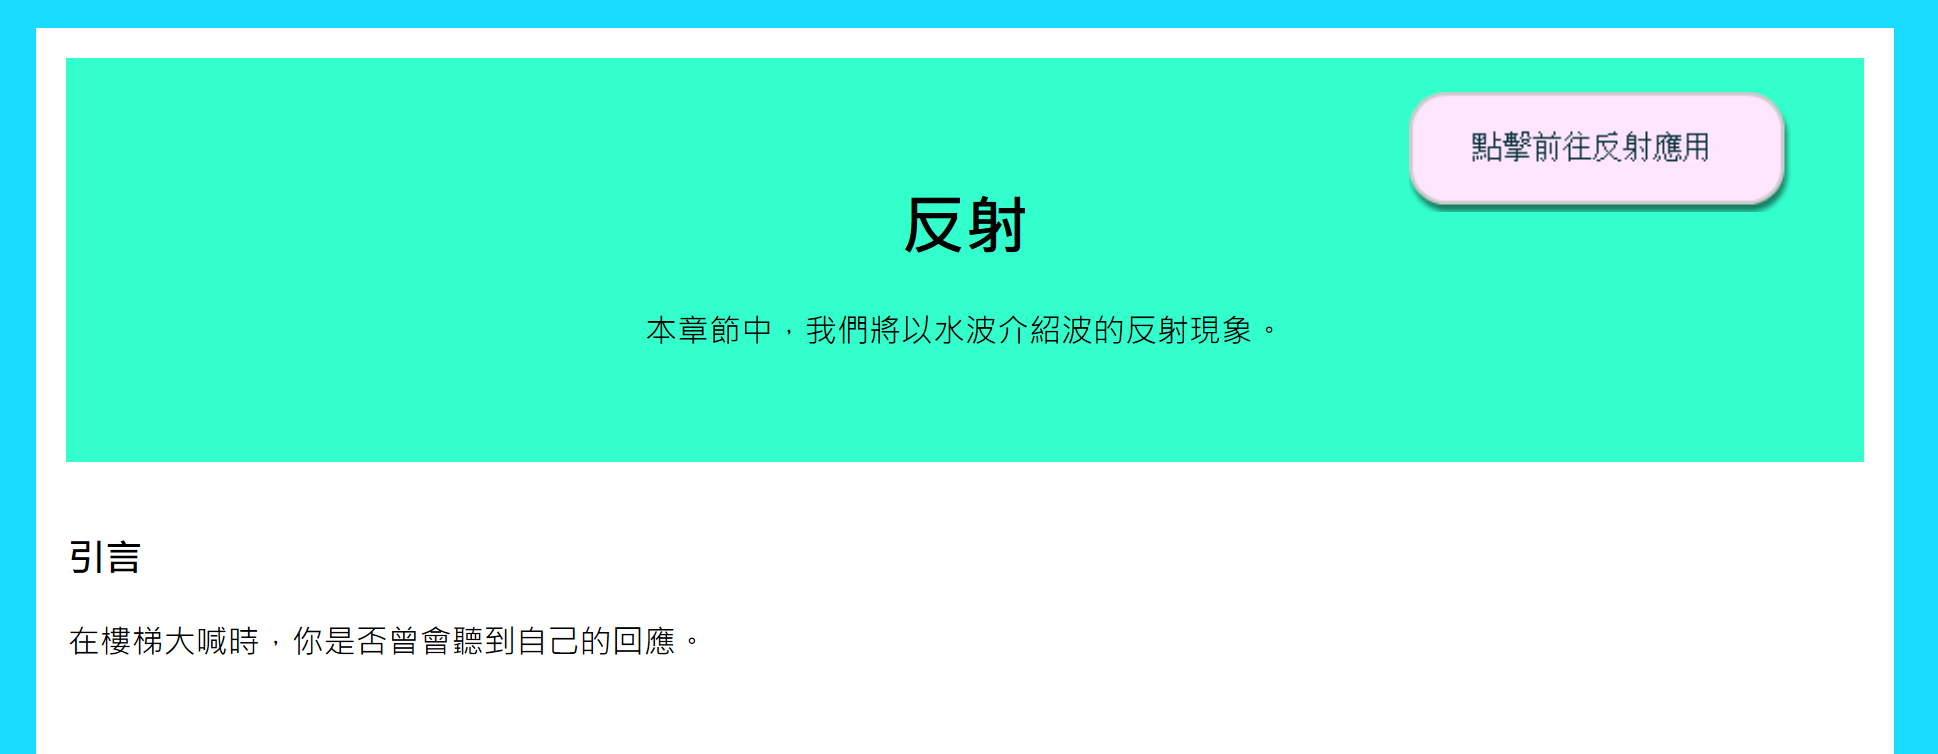 點擊前往反射應用
反射
本章節中，我們將以水波介紹波的反射現象。
引言
在樓梯大喊時，你是否曾會聽到自己的回應。